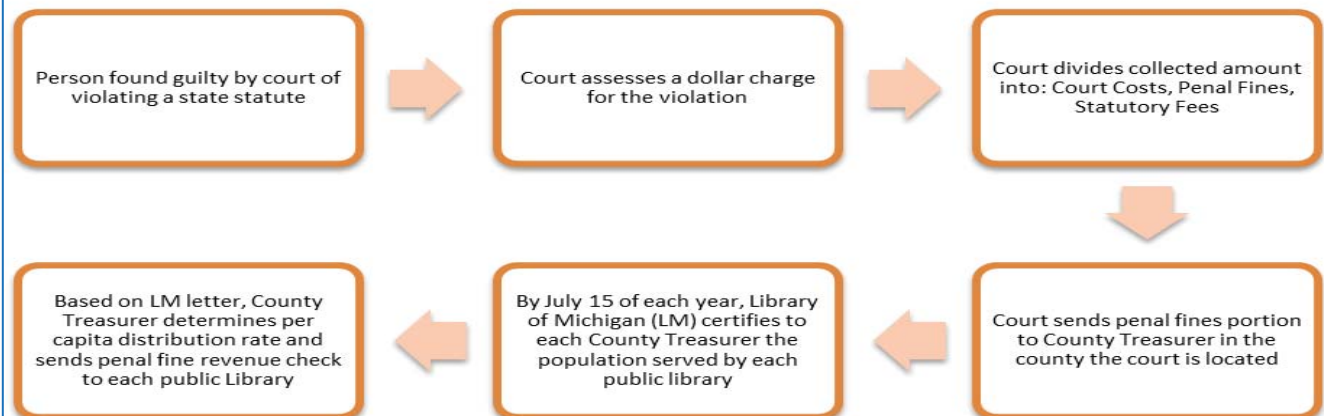 Person found guilty by court of
violating a state statute
Court assesses a dollar charge
for the violation
Court divides collected amount
into: Court Costs, Penal Fines,
Statutory Fees
Court sends penal fines portion
to County Treasurer in the
county the court is located
By July 15 of each year, Library
of Michigan (LM) certifies to
each County Treasurer the
population served by each
public library
Based on LM letter, County
Treasurer determines per
capita distribution rate and
sends penal fine revenue check
to each public Library